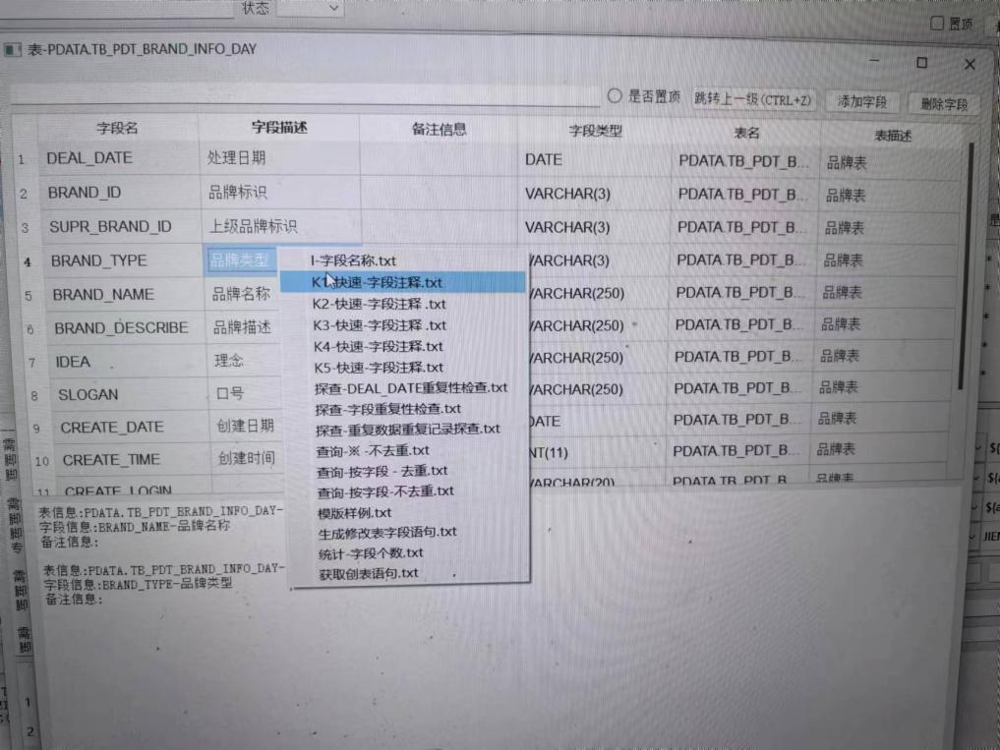 状态
置顶
表-PDATA.TB_PDT_BRAND_INFO_DAY
是否置顶 跳转上一级(CTRL+Z) 添加字段 删除字段
字段名 字段描述 备注信息 字段类型 表名 表描述
1 DEAL_DATE 处理日期 DATE PDATA.TB_PDT_B... 品牌表
2 BRAND_ID 品牌标识 VARCHAR(3) PDATA.TB_PDT_B... 品牌表
3 SUPR_BRAND_ID 上级品牌标识 VARCHAR(3) PDATA.TB_PDT_B... 品牌表
4 BRAND_TYPE 品牌类型 VARCHAR(3) PDATA.TB_PDT_B... 品牌表
5 BRAND_NAME 品牌名称 VARCHAR(250) PDATA.TB_PDT_B... 品牌表
6 BRAND_DESCRIBE 品牌描述 VARCHAR(250) PDATA.TB_PDT_B... 品牌表
7 IDEA 理念 VARCHAR(250) PDATA.TB_PDT_B... 品牌表
8 SLOGAN 口号 VARCHAR(250) PDATA.TB_PDT_B... 品牌表
9 CREATE_DATE 创建日期 DATE PDATA.TB_PDT_B... 品牌表
10 CREATE_TIME 创建时间 NT(11) PDATA.TB_PDT_B... 品牌表
11 CREATE_LOGIN VARCHAR(20) PDATA.TB_PDT_B... 品牌表
I-字段名称.txt
K1-快速-字段注释.txt
K2-快速-字段注释 .txt
K3-快速-字段注释 .txt
K4-快速-字段注释.txt
K5-快速-字段注释.txt
探查-DEAL_DATE重复性检查.txt
探查-字段重复性检查.txt
探查-重复数据重复记录探查.txt
查询-※ -不去重.txt
查询-按字段 - 去重.txt
查询-按字段-不去重.txt
模版样例.txt
生成修改表字段语句.txt
统计-字段个数.txt
获取创表语句.txt
表信息:PDATA.TB_PDT_BRAND_INFO_DAY-
字段信息:BRAND_NAME-品牌名称
备注信息:
表信息:PDATA.TB_PDT_BRAND_INFO_DAY-
字段信息:BRAND_TYPE-品牌类型
备注信息:
1
2